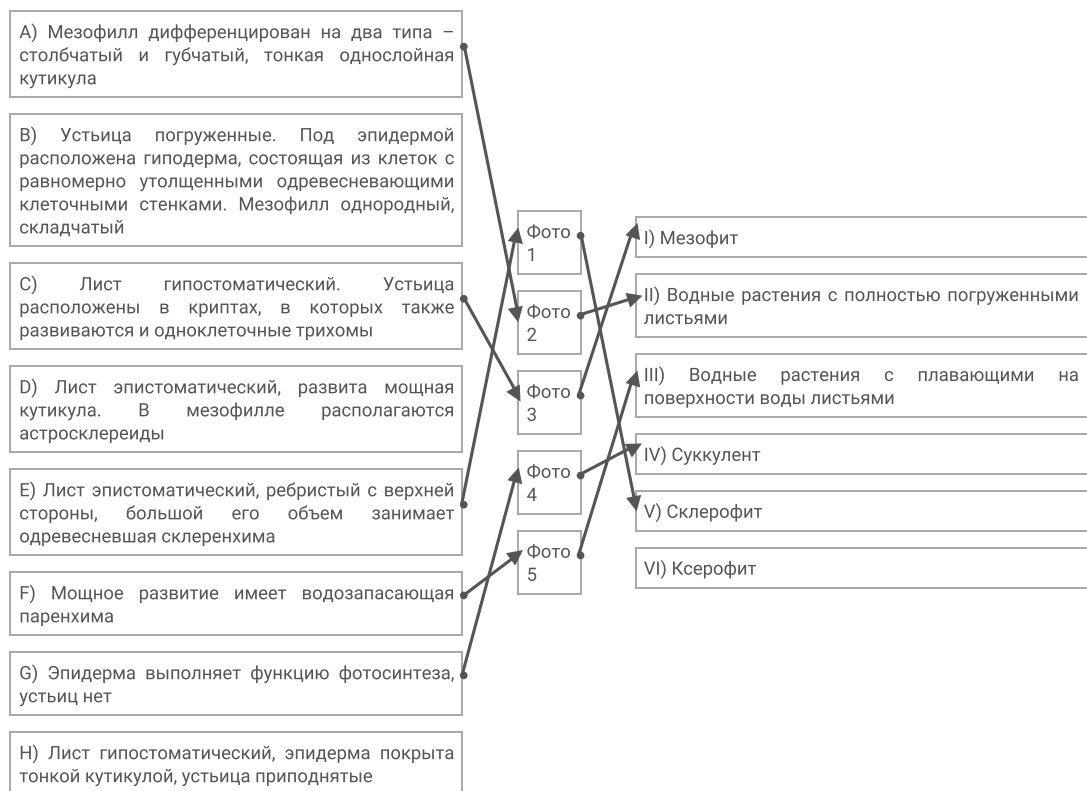 A) Мезофилл дифференцирован на два типа –
столбчатый и губчатый, тонкая однослойная
кутикула
B) Устьица погруженные. Под эпидермой
расположена гиподерма, состоящая из клеток с
равномерно утолщенными одревесневающими
клеточными стенками. Мезофилл однородный,
складчатый
C) Лист гипостоматический. Устьица
расположены в криптах, в которых также
развиваются и одноклеточные трихомы
D) Лист эпистоматический, развита мощная
кутикула. В мезофилле располагаются
астросклереиды
E) Лист эпистоматический, ребристый с верхней
стороны, большой его объем занимает
одревесневшая склеренхима
F) Мощное развитие имеет водозапасающая
паренхима
G) Эпидерма выполняет функцию фотосинтеза,
устьиц нет
H) Лист гипостоматический, эпидерма покрыта
тонкой кутикулой, устьица приподнятые
Фото
1
Фото
2
Фото
3
Фото
4
Фото
5
I) Мезофит
II) Водные растения с полностью погруженными
листьями
III) Водные растения с плавающими на
поверхности воды листьями
IV) Суккулент
V) Склерофит
VI) Ксерофит